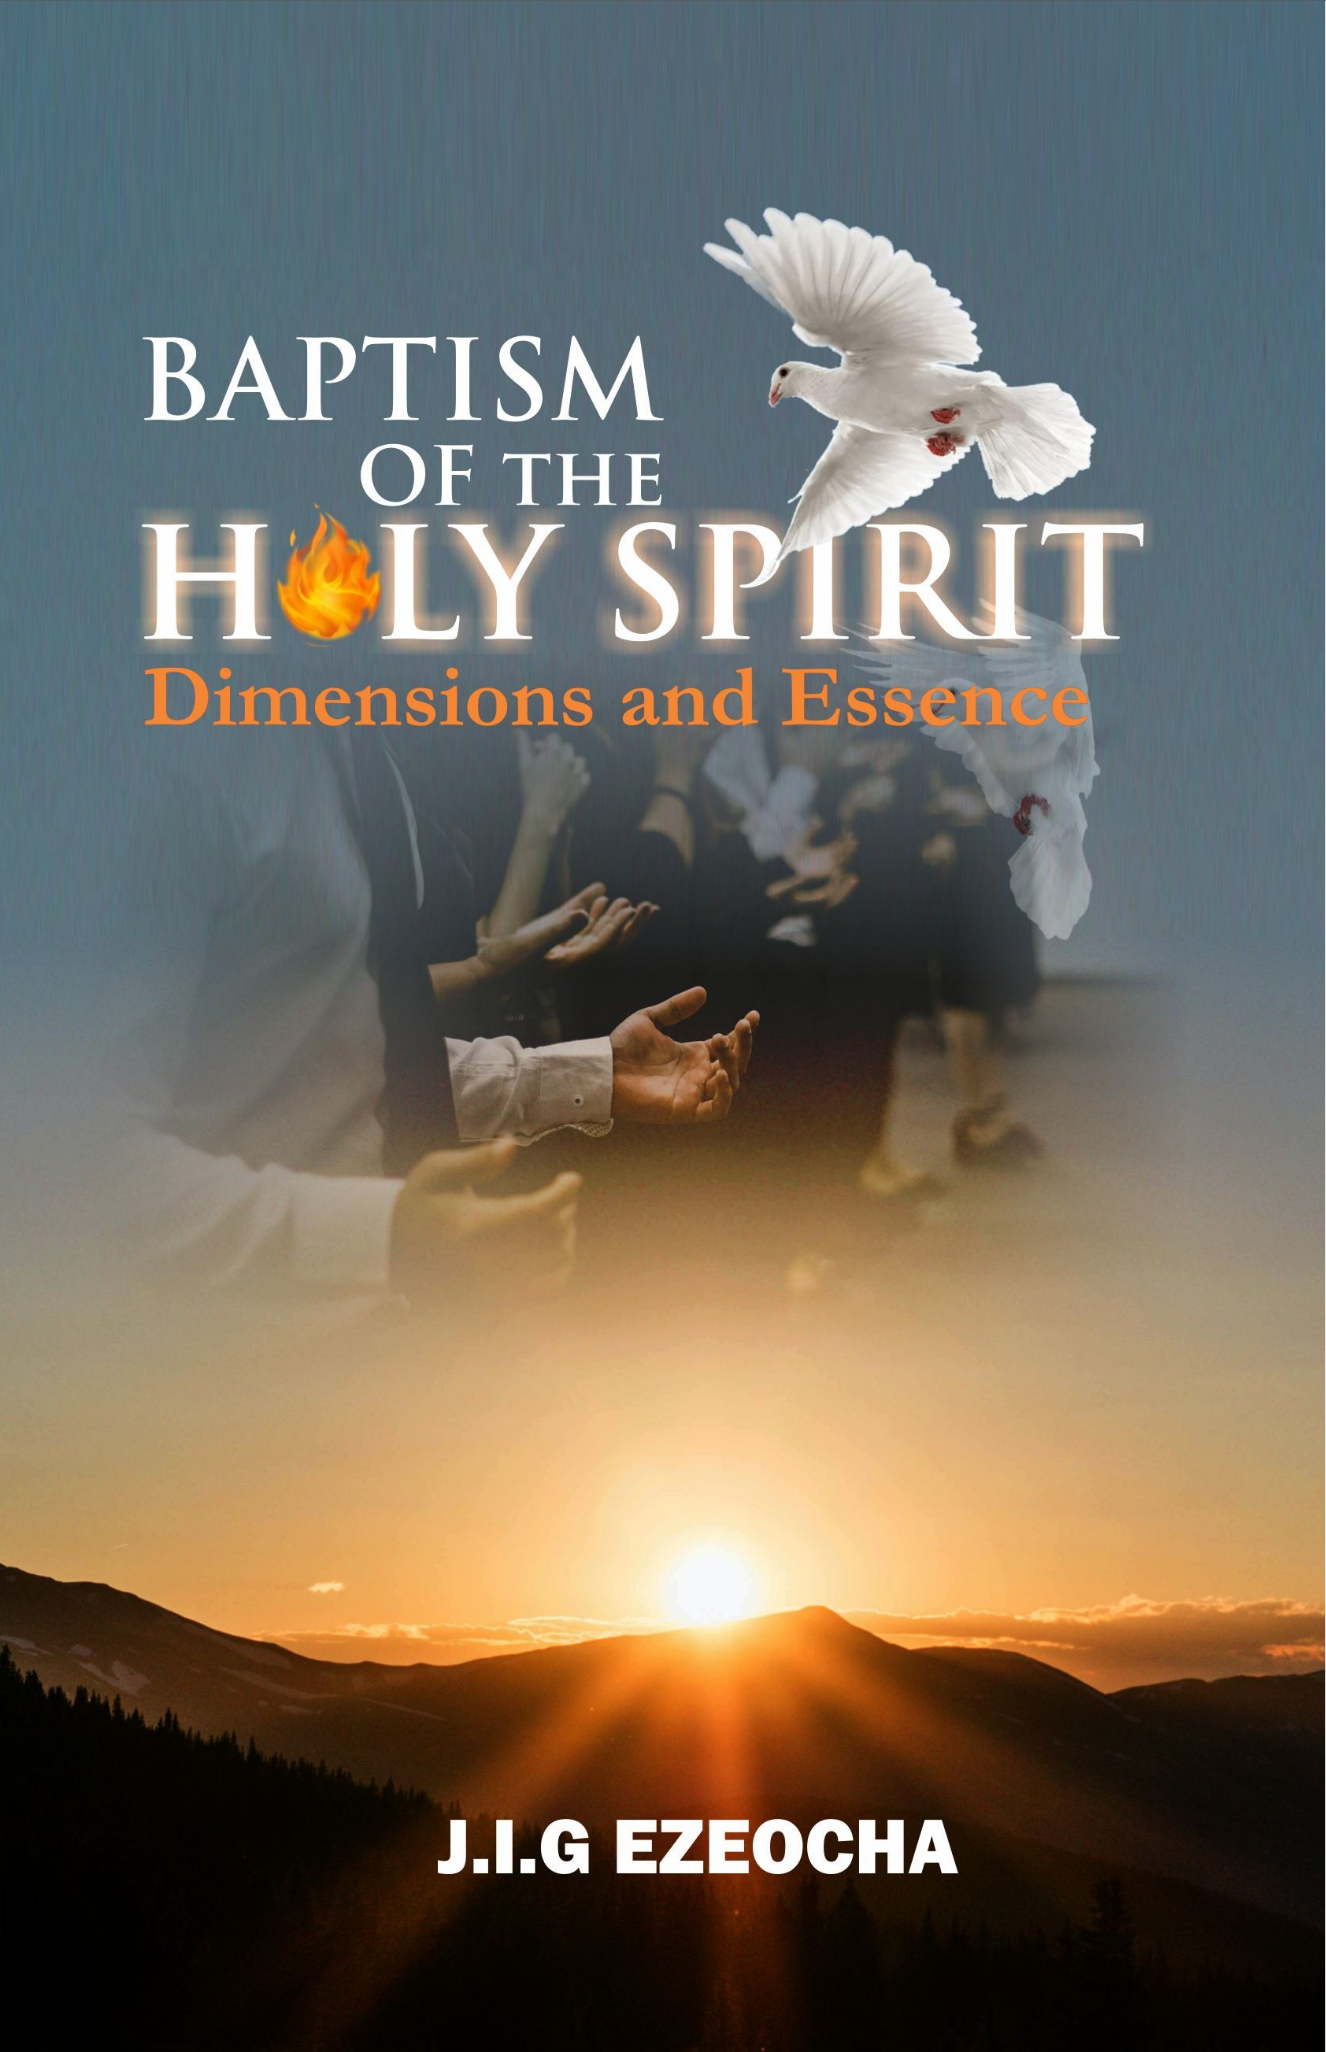 BAPTISM
OF THE
HOLY SPIRIT
Dimensions and Essence
J.I.G EZEOCHA